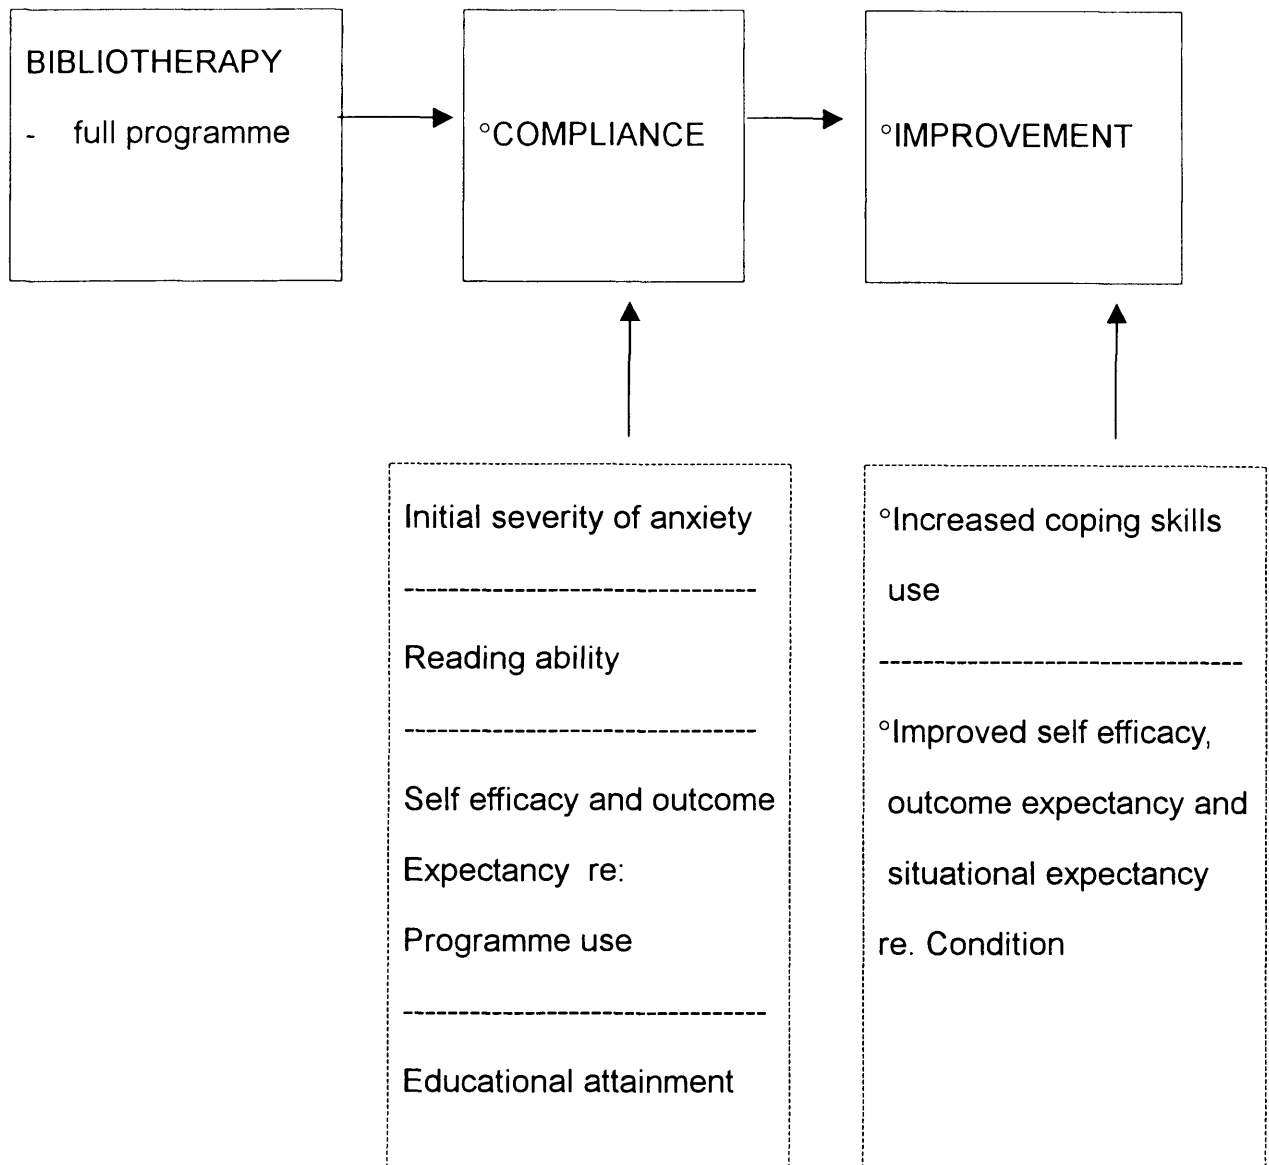 BIBLIOTHERAPY
- full programme
°COMPLIANCE
°IMPROVEMENT
Initial severity of anxiety
--------------------------------
Reading ability
--------------------------------
Self efficacy and outcome
Expectancy re:
Programme use
---------------------------------
Educational attainment
°Increased coping skills
use
---------------------------------
°Improved self efficacy,
outcome expectancy and
situational expectancy
re. Condition